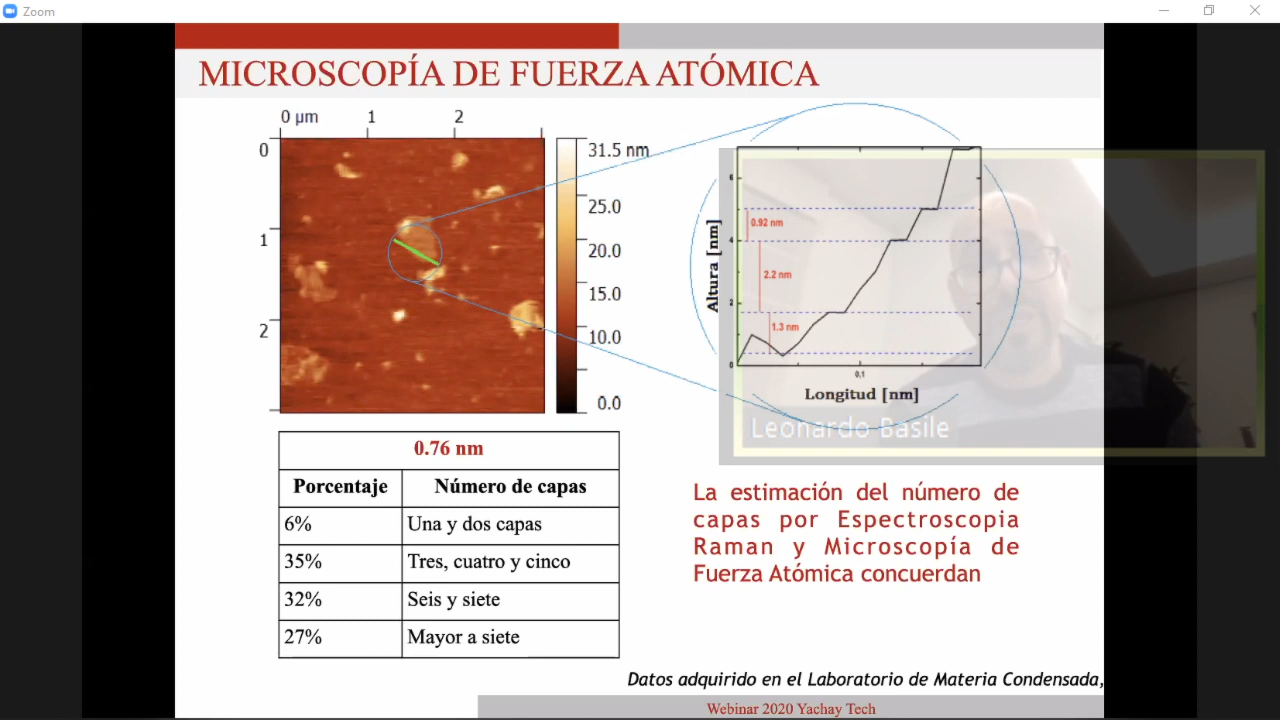 Zoom
MICROSCOPÍA DE FUERZA ATÓMICA
0 µm 1 2
0
1
2
31.5 nm
25.0
20.0
15.0
10.0
0.0
6
4
2
0
0.92 nm
2.2 nm
1.3 nm
Altura [nm]
0,1
Longitud [nm]
Leonardo Basile
0.76 nm
Porcentaje Número de capas
6% Una y dos capas
35% Tres, cuatro y cinco
32% Seis y siete
27% Mayor a siete
La estimación del número de
capas por Espectroscopia
Raman y Microscopía de
Fuerza Atómica concuerdan
Datos adquirido en el Laboratorio de Materia Condensada,
Webinar 2020 Yachay Tech